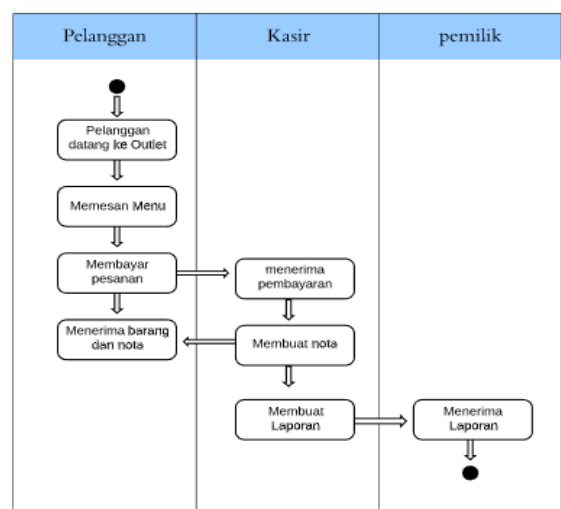 Pelanggan
Kasir
pemilik
Pelanggan
datang ke Outlet
Memesan Menu
Membayar
pesanan
menerima
pembayaran
Menerima barang
dan nota
Membuat nota
Membuat
Laporan
Menerima
Laporan